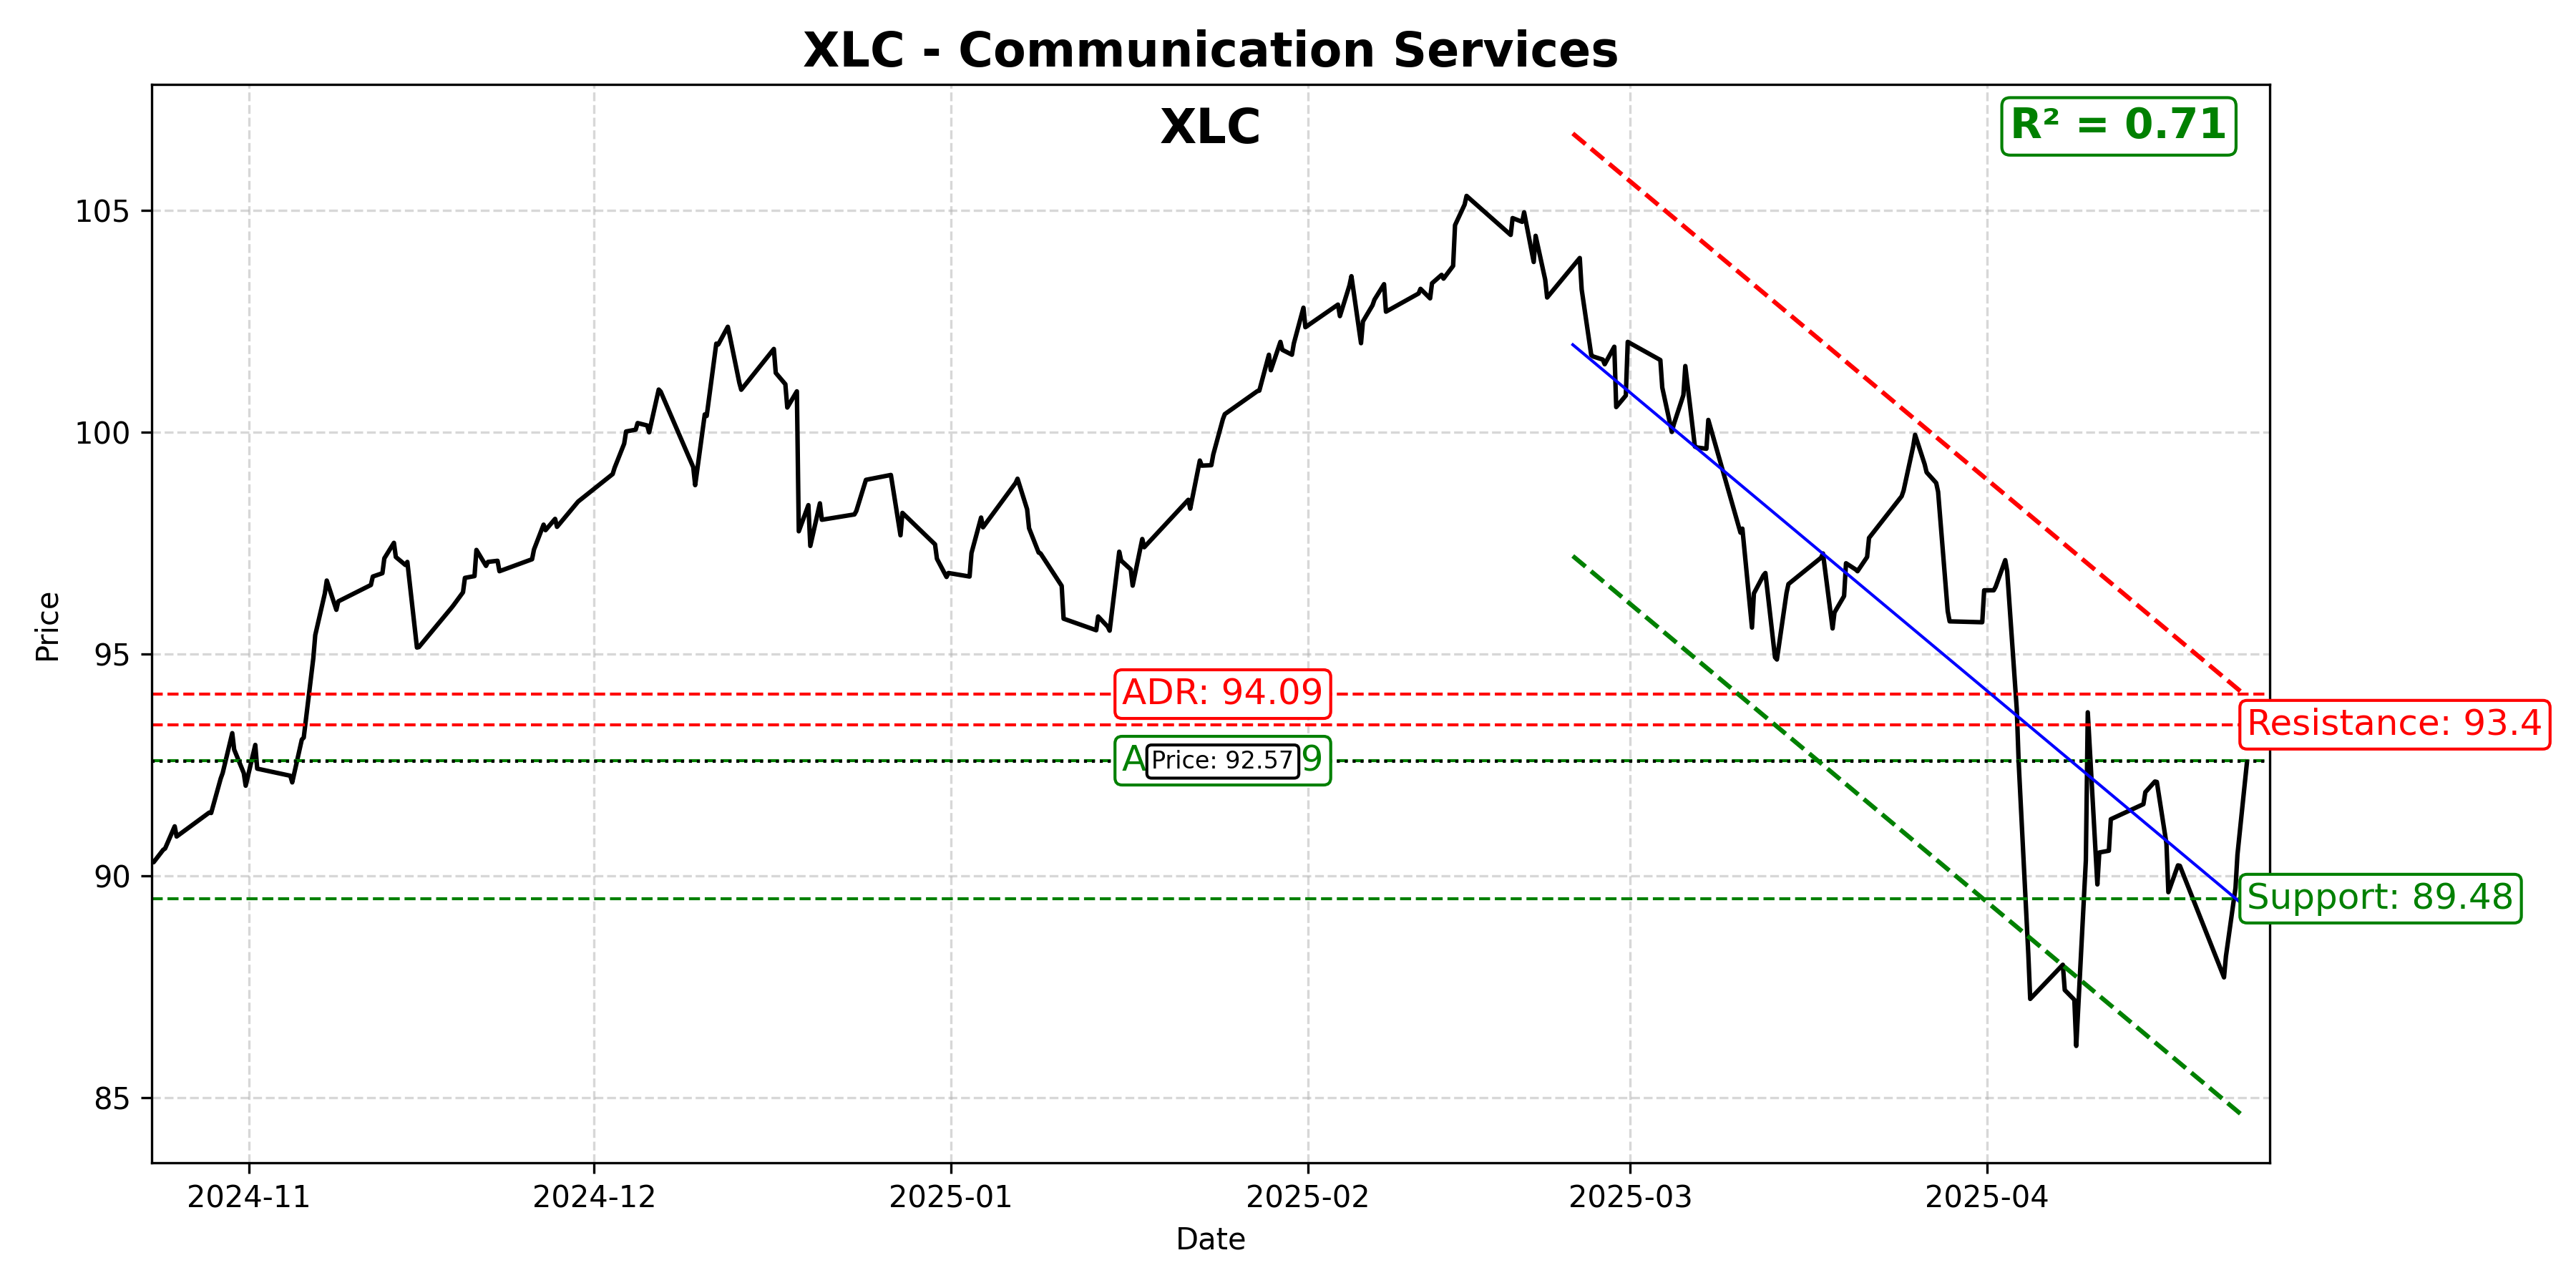 XLC - Communication Services
XLC
R² = 0.71
105
100
95
90
85
Price
ADR: 94.09
Resistance: 93.4
Price: 92.57
Support: 89.48
2024-11
2024-12
2025-01
2025-02
2025-03
2025-04
Date